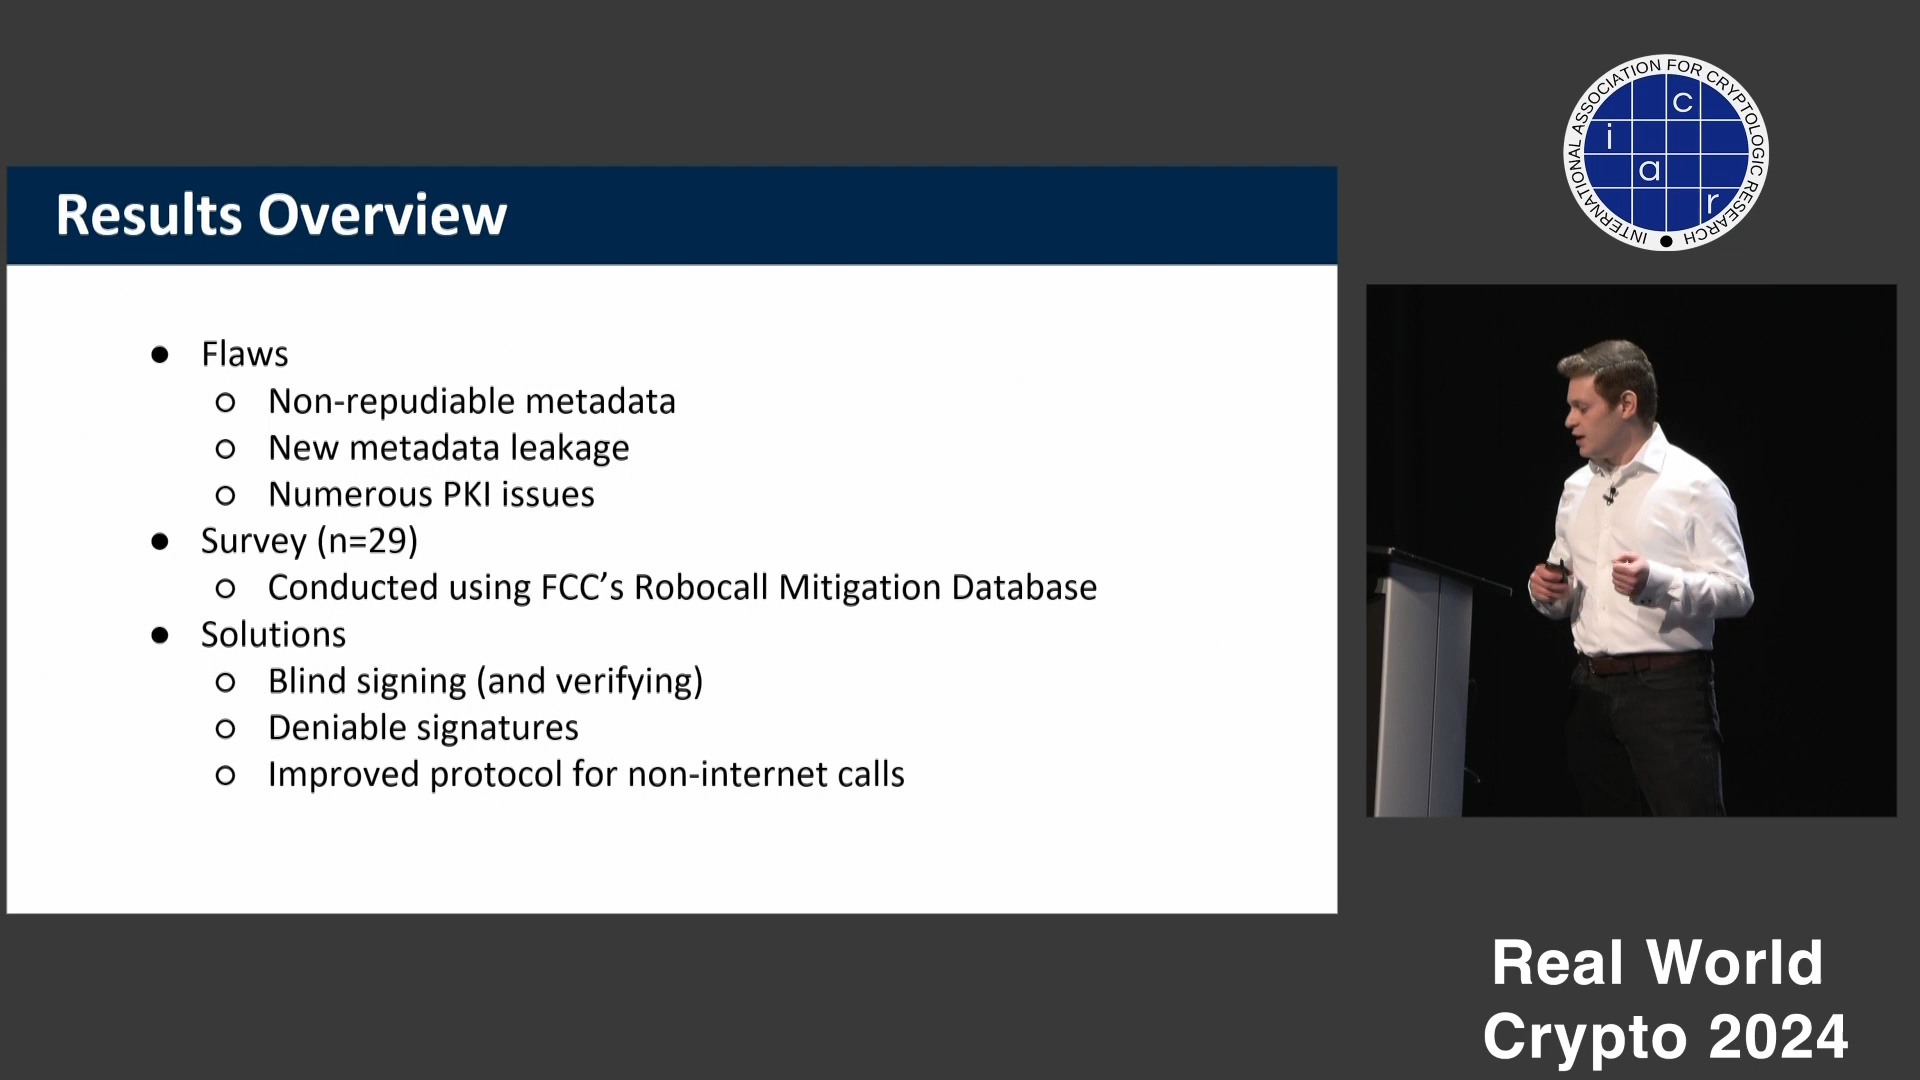 Results Overview
● Flaws
○ Non-repudiable metadata
○ New metadata leakage
○ Numerous PKI issues
● Survey (n=29)
○ Conducted using FCC’s Robocall Mitigation Database
● Solutions
○ Blind signing (and verifying)
○ Deniable signatures
○ Improved protocol for non-internet calls
INTERNATIONAL ASSOCIATION FOR CRYPTOLOGIC RESEARCH
i a c r
Real World
Crypto 2024